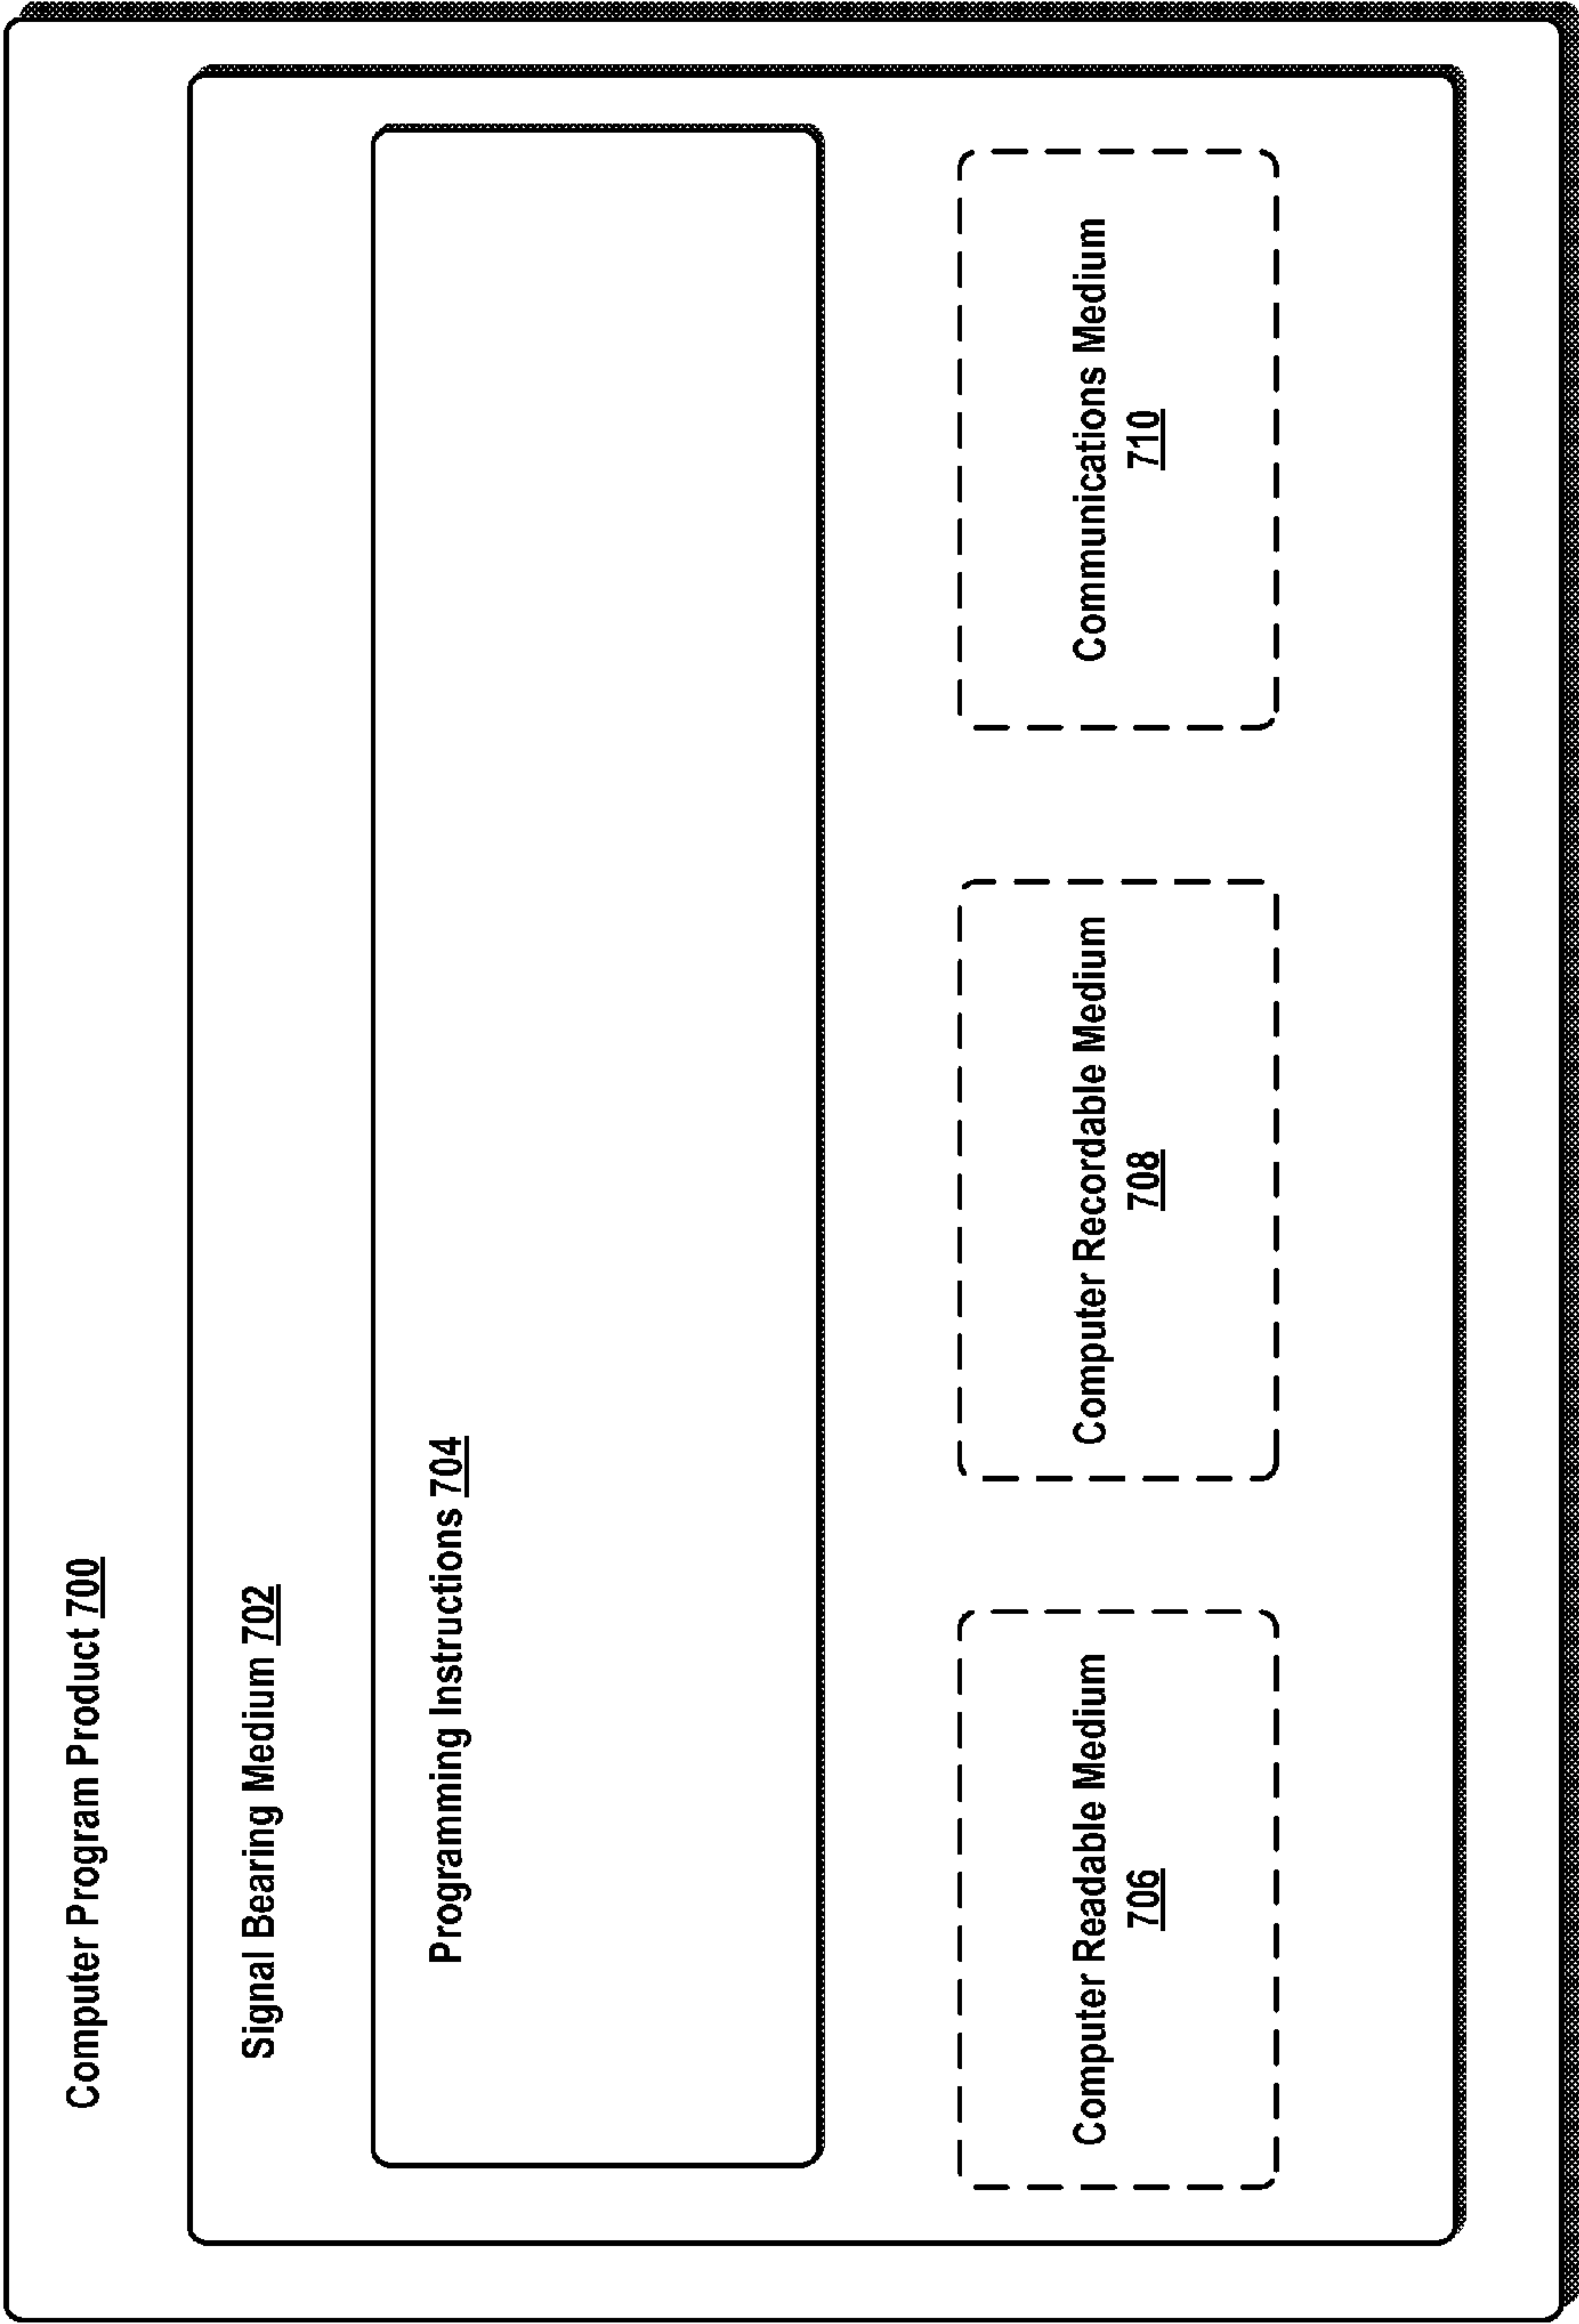 Computer Program Product 700
Signal Bearing Medium 702
Programming Instructions 704
Computer Readable Medium
706
Computer Recordable Medium
708
Communications Medium
710